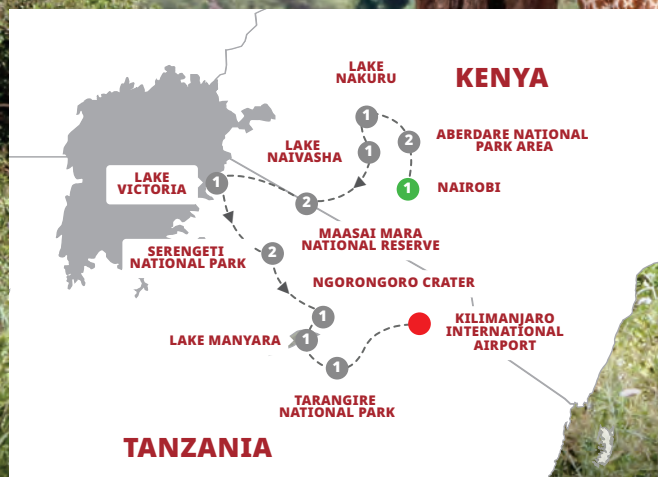 LAKE
NAKURU
KENYA
1
2
ABERDARE NATIONAL
PARK AREA
LAKE
NAIVASHA
1
1
NAIROBI
LAKE
VICTORIA
1
2
MAASAI MARA
NATIONAL RESERVE
SERENGETI
NATIONAL PARK
2
NGORONGORO CRATER
1
KILIMANJARO
INTERNATIONAL
AIRPORT
LAKE MANYARA
1
1
TARANGIRE
NATIONAL PARK
TANZANIA